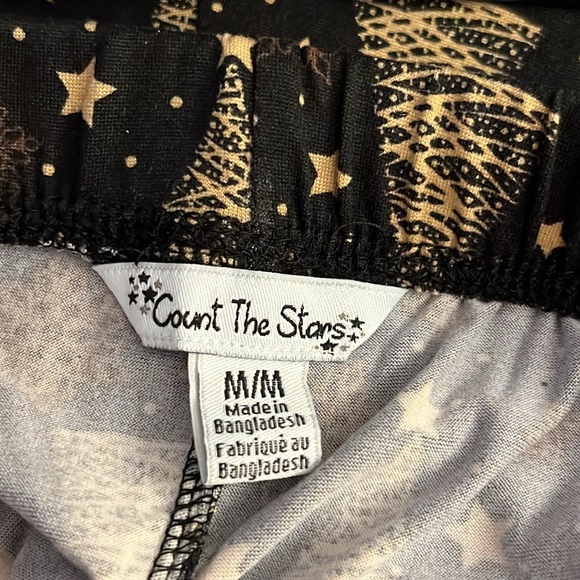 Count The Stars
M/M
Made in
Bangladesh
Fabriqué au
Bangladesh